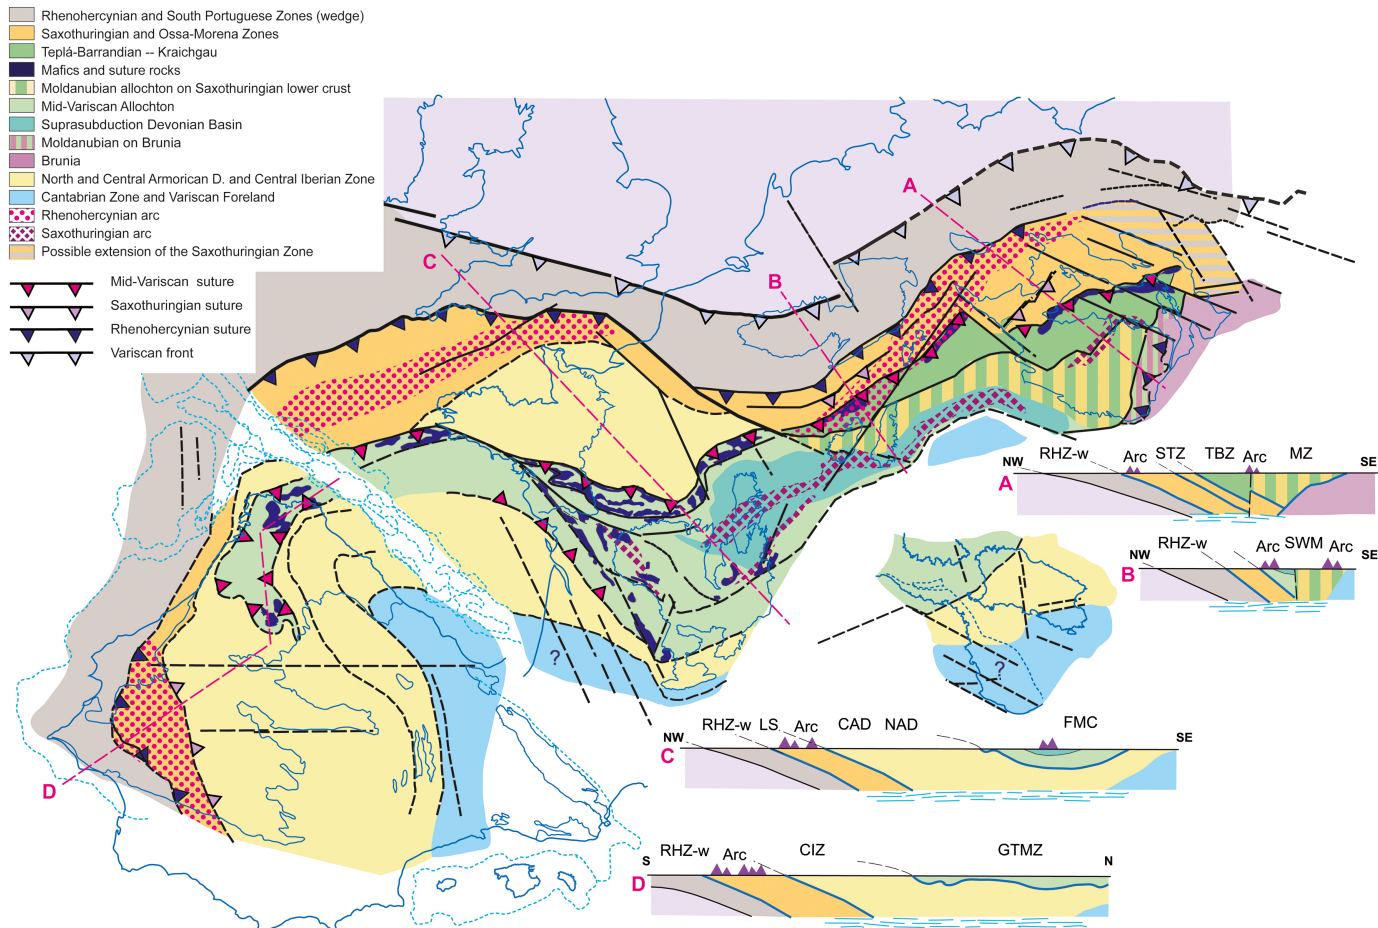 Rhenohercynian and South Portuguese Zones (wedge)
Saxothuringian and Ossa-Morena Zones
Teplá-Barrandian -- Kraichgau
Mafics and suture rocks
Moldanubian allochton on Saxothuringian lower crust
Mid-Variscan Allochton
Suprasubduction Devonian Basin
Moldanubian on Brunia
Brunia
North and Central Armorican D. and Central Iberian Zone
Cantabrian Zone and Variscan Foreland
Rhenohercynian arc
Saxothuringian arc
Possible extension of the Saxothuringian Zone
Mid-Variscan suture
Saxothuringian suture
Rhenohercynian suture
Variscan front
A
C
B
D
?
?
NW RHZ-w Arc STZ TBZ Arc MZ SE
A
NW RHZ-w Arc SWM Arc SE
B
NW RHZ-w LS Arc CAD NAD FMC SE
C
S RHZ-w Arc CIZ GTMZ N
D